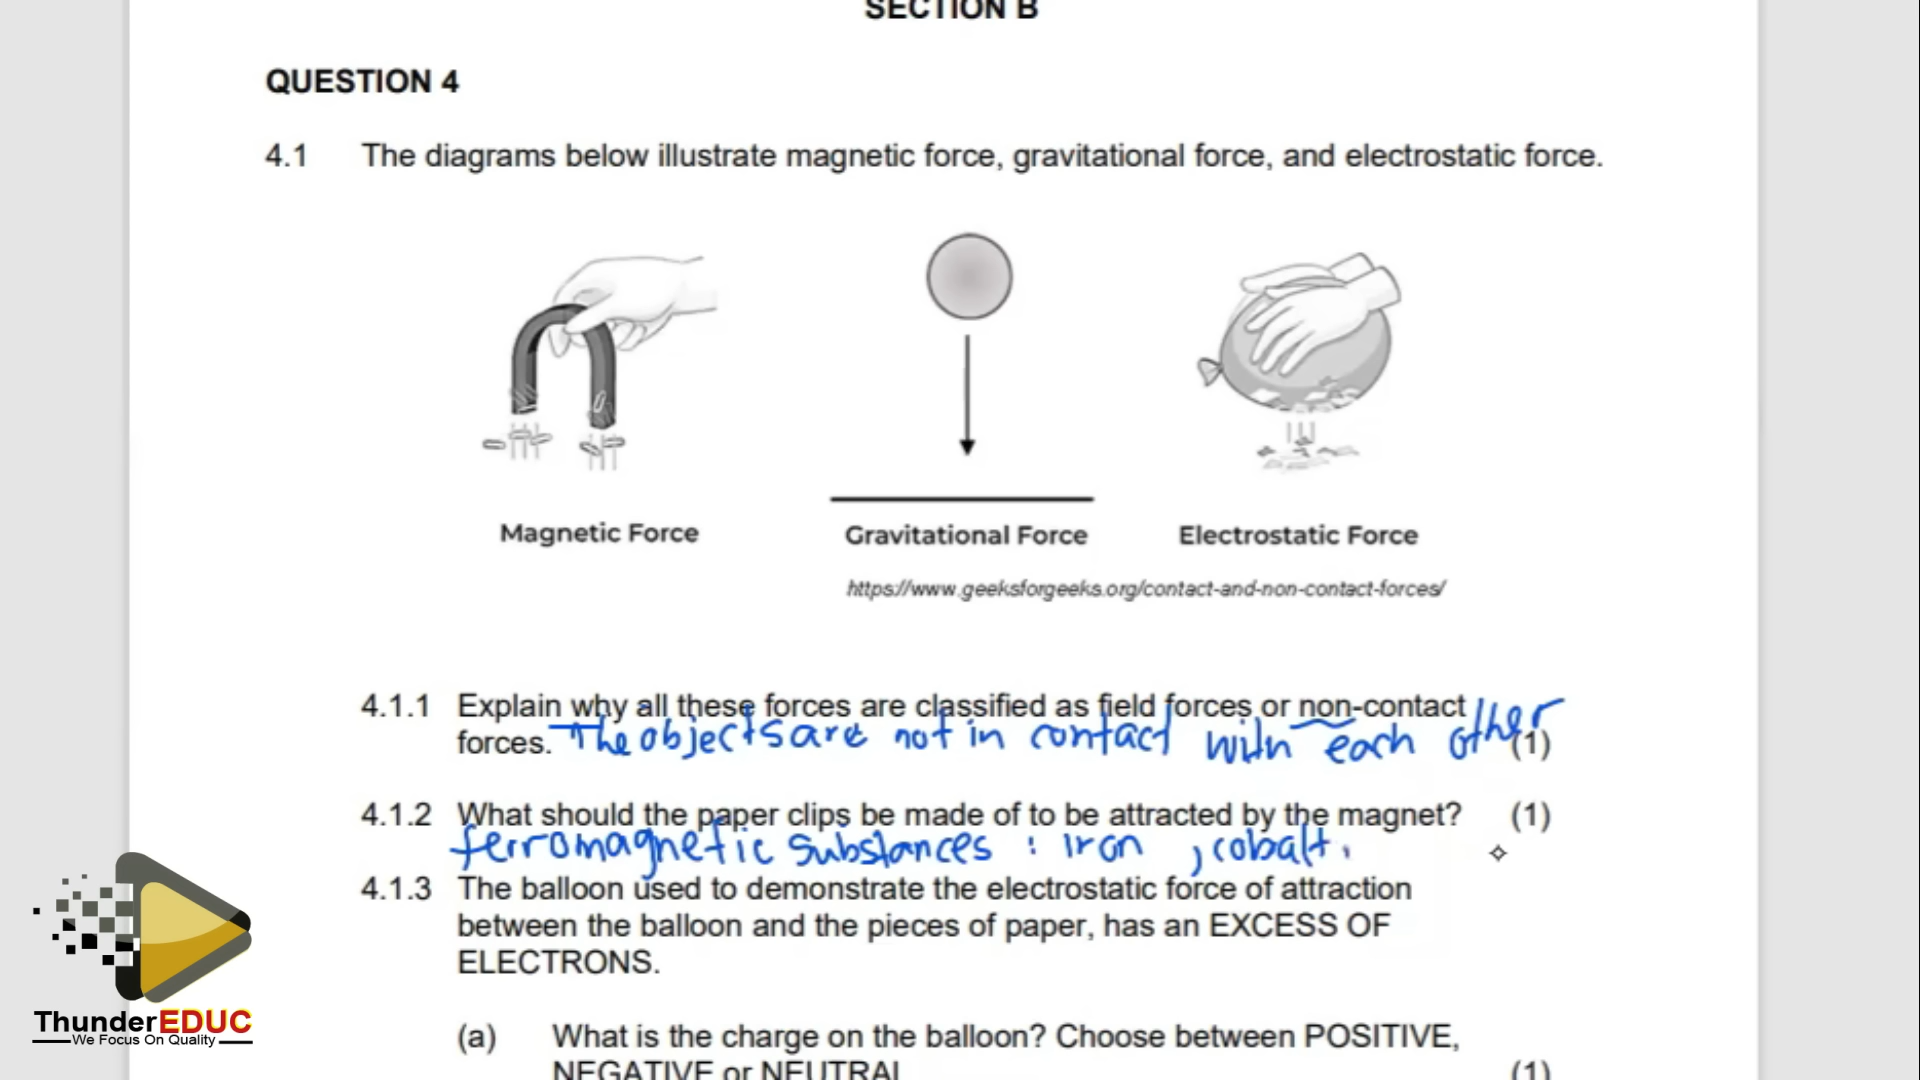 SECTION B
QUESTION 4
4.1 The diagrams below illustrate magnetic force, gravitational force, and electrostatic force.
Magnetic Force
Gravitational Force
Electrostatic Force
https://www.geeksforgeeks.org/contact-and-non-contact-forces/
4.1.1 Explain why all these forces are classified as field forces or non-contact
forces. (1)
The objects are not in contact with each other
4.1.2 What should the paper clips be made of to be attracted by the magnet? (1)
ferromagnetic substances : iron , cobalt.
4.1.3 The balloon used to demonstrate the electrostatic force of attraction
between the balloon and the pieces of paper, has an EXCESS OF
ELECTRONS.
(a) What is the charge on the balloon? Choose between POSITIVE,
NEGATIVE or NEUTRAL (1)
ThunderEDUC
We Focus On Quality